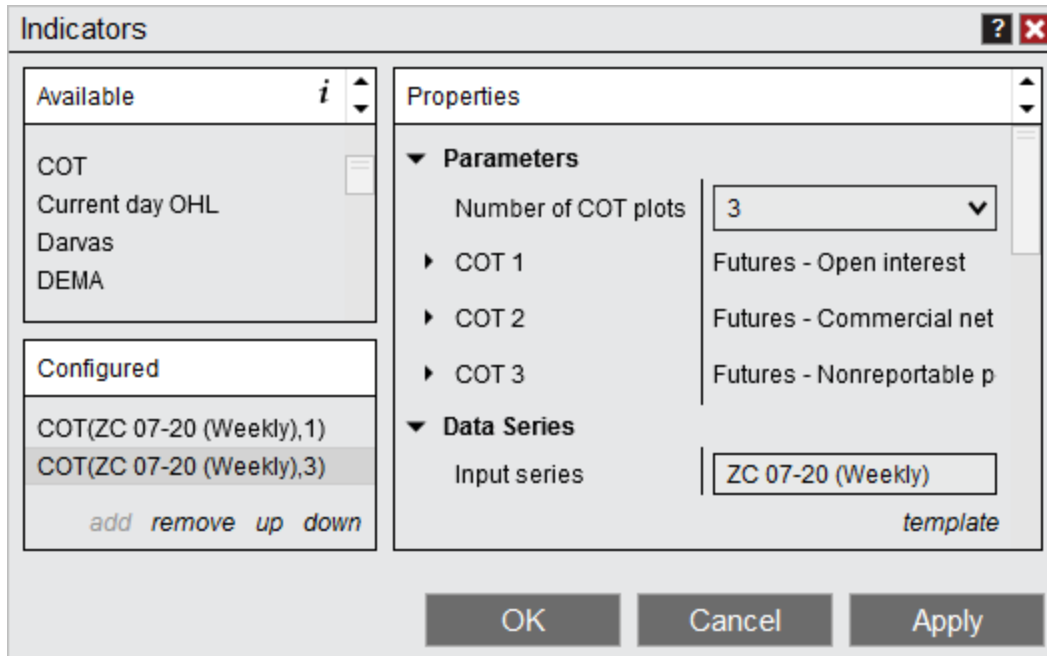 Indicators ?
Available i
COT
Current day OHL
Darvas
DEMA
Configured
COT(ZC 07-20 (Weekly),1)
COT(ZC 07-20 (Weekly),3)
add remove up down
Properties
Parameters
Number of COT plots 3
COT 1 Futures - Open interest
COT 2 Futures - Commercial net
COT 3 Futures - Nonreportable p
Data Series
Input series ZC 07-20 (Weekly)
template
OK Cancel Apply